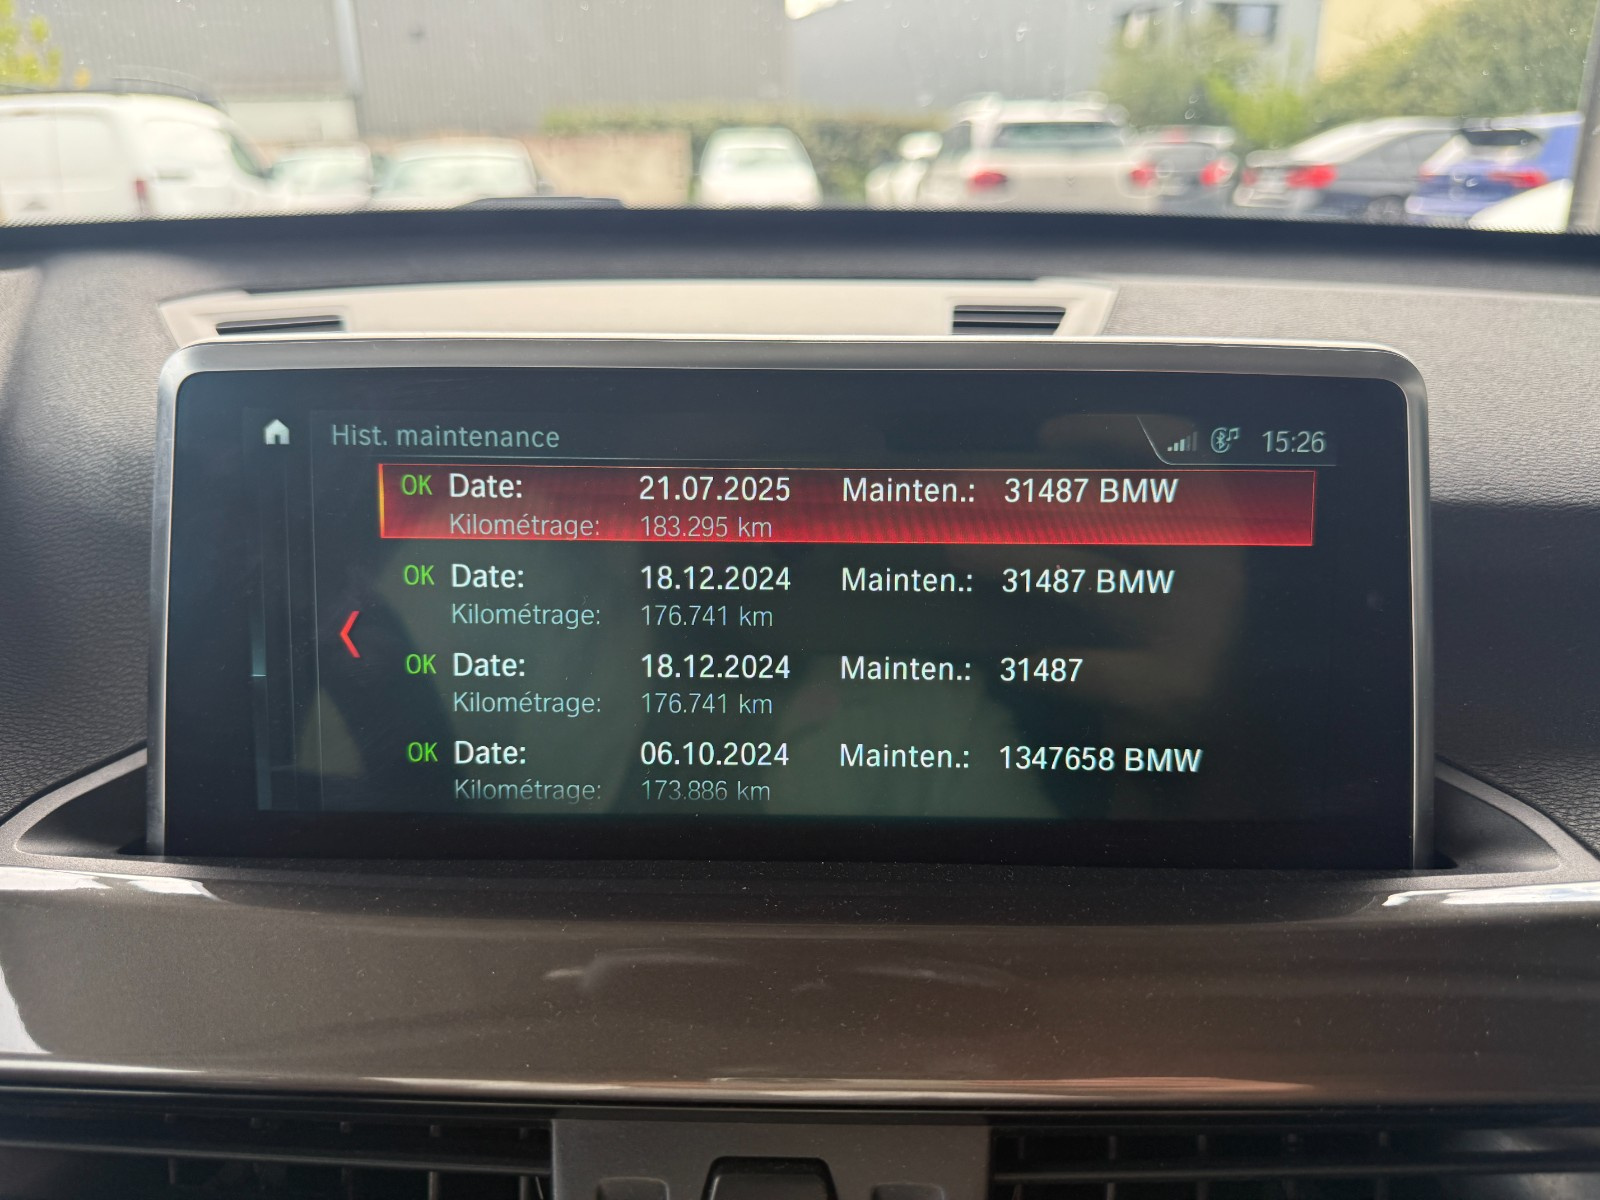 Hist. maintenance 15:26
OK Date: 21.07.2025 Mainten.: 31487 BMW
Kilométrage: 183.295 km
OK Date: 18.12.2024 Mainten.: 31487 BMW
Kilométrage: 176.741 km
OK Date: 18.12.2024 Mainten.: 31487
Kilométrage: 176.741 km
OK Date: 06.10.2024 Mainten.: 1347658 BMW
Kilométrage: 173.886 km